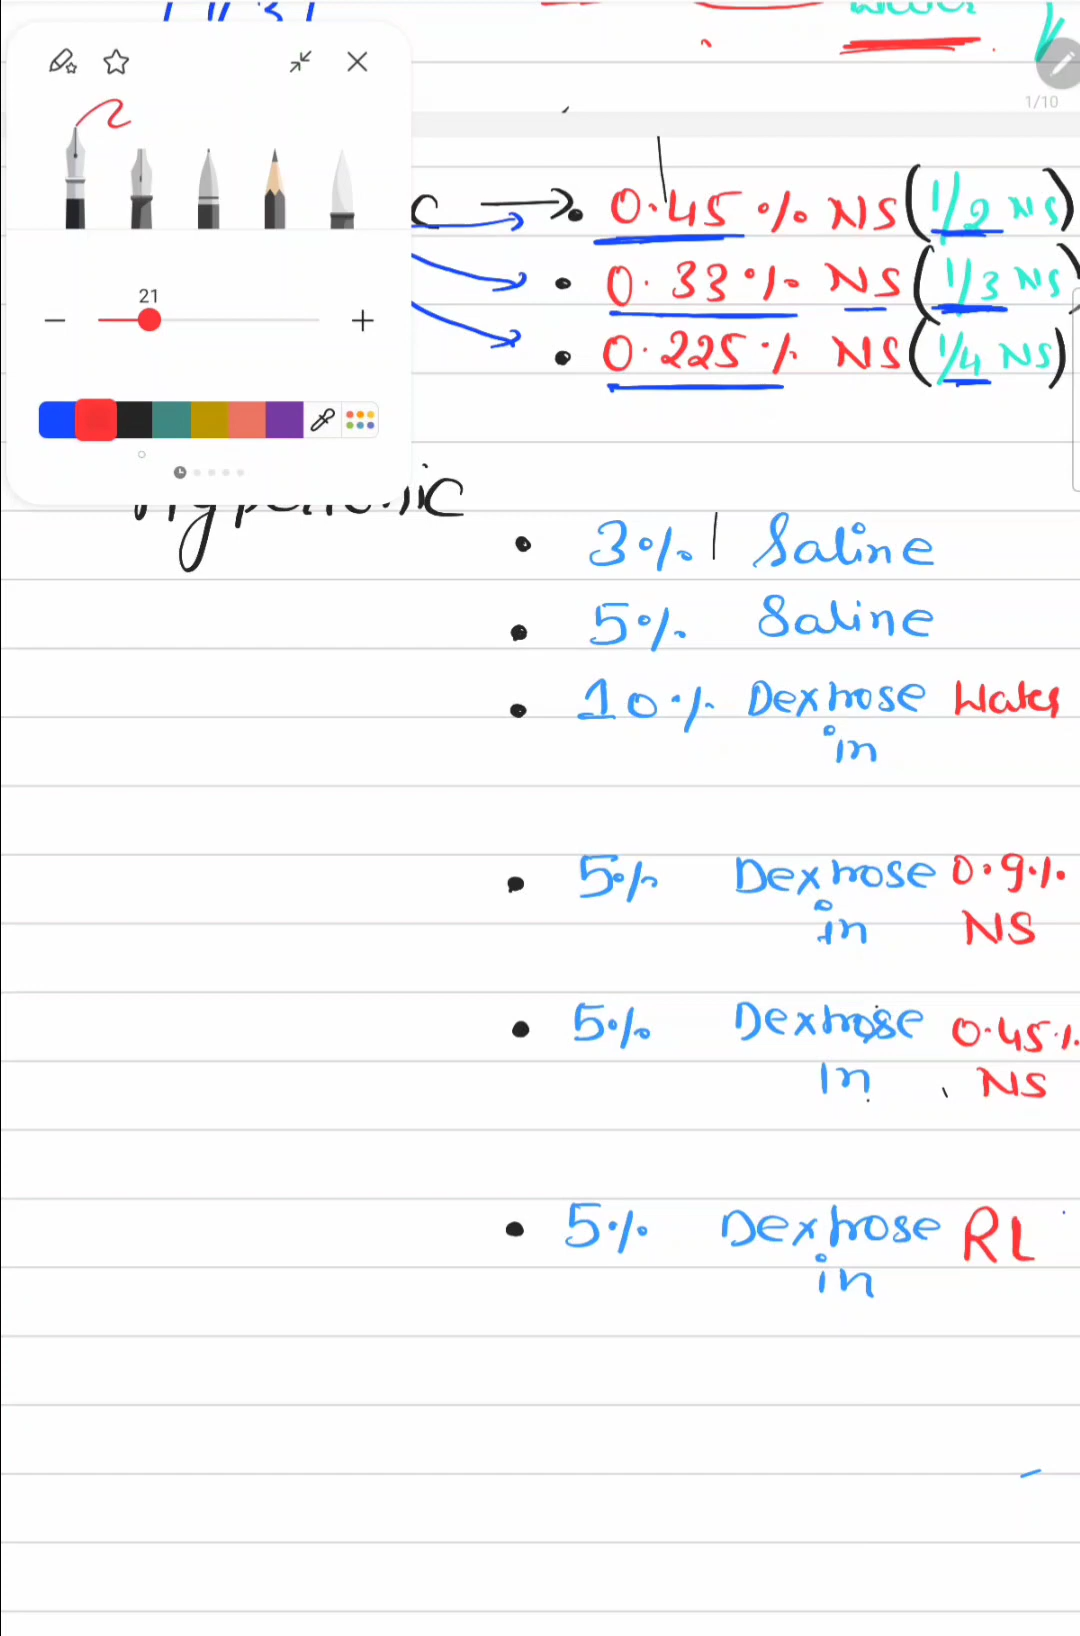 1/10
0.45 % NS (1/2 NS)
• 0.33 % NS (1/3 NS
• 0.225 % NS (1/4 NS)
21
• 3% Saline
• 5% Saline
• 10% Dextrose Water
in
• 5% Dextrose 0.9%
in NS
• 5% Dextrose 0.45%
in NS
• 5% Dextrose RL
in